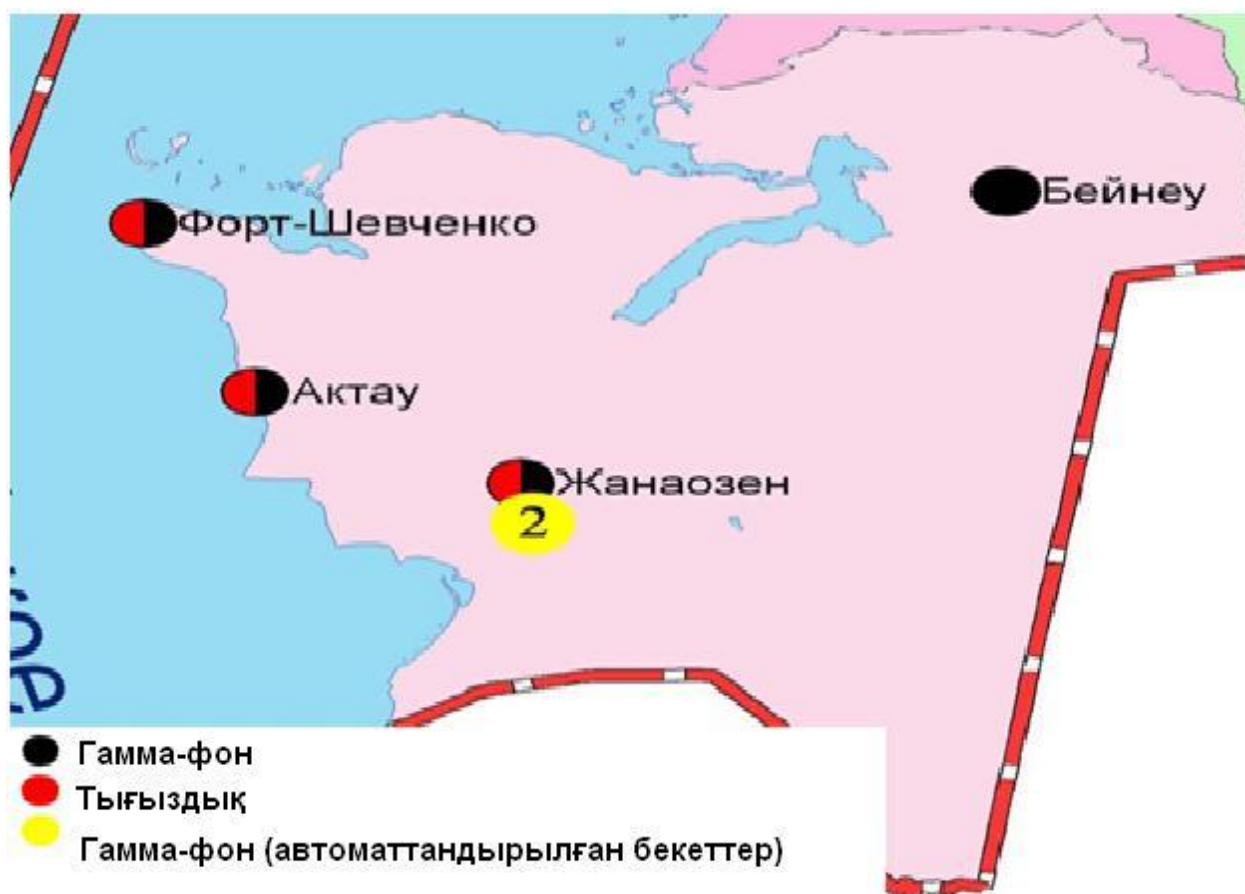 Бейнеу
Форт-Шевченко
Актау
Жанаозен
2
Гамма-фон
Тығыздық
Гамма-фон (автоматтандырылған бекеттер)